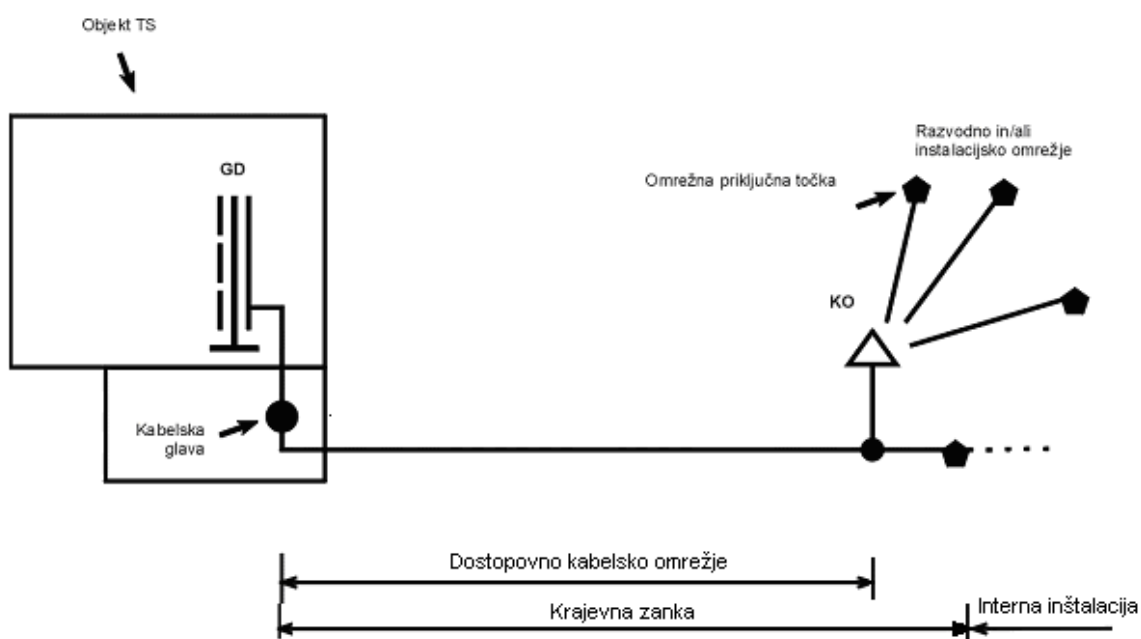 Objekt TS
GD
Razvodno in/ali
instalacijsko omrežje
Omrežna priključna točka
KO
Kabelska
glava
Dostopovno kabelsko omrežje
Krajevna zanka
Interna inštalacija